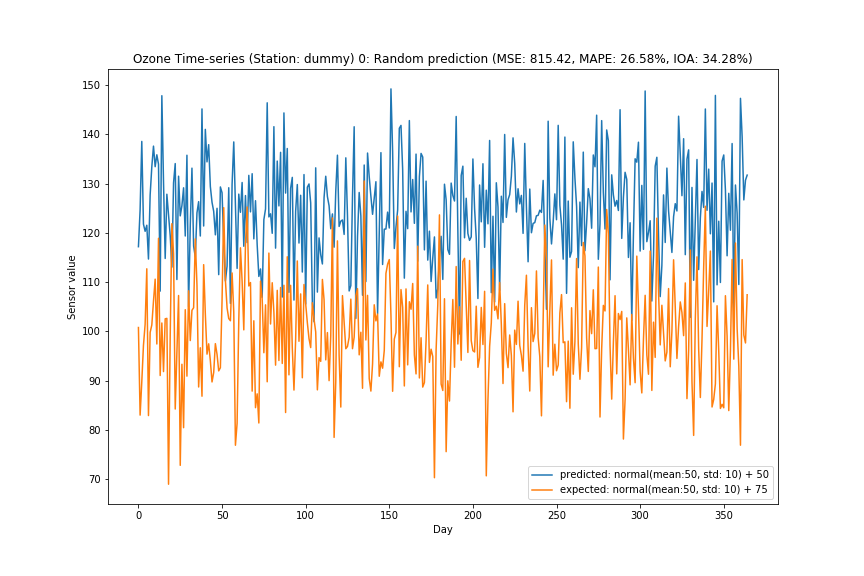 Ozone Time-series (Station: dummy) 0: Random prediction (MSE: 815.42, MAPE: 26.58%, IOA: 34.28%)
150
140
130
120
110
100
90
80
70
Sensor value
predicted: normal(mean:50, std: 10) + 50
expected: normal(mean:50, std: 10) + 75
0 50 100 150 200 250 300 350
Day